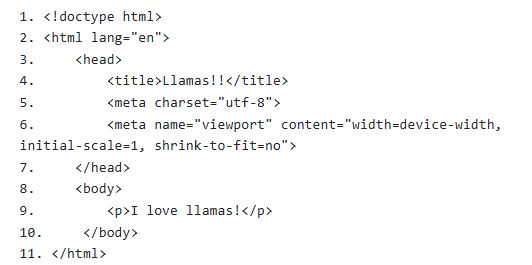 1. <!doctype html>
2. <html lang="en">
3.     <head>
4.         <title>Llamas!!</title>
5.         <meta charset="utf-8">
6.         <meta name="viewport" content="width=device-width,
initial-scale=1, shrink-to-fit=no">
7.     </head>
8.     <body>
9.         <p>I love llamas!</p>
10.     </body>
11. </html>